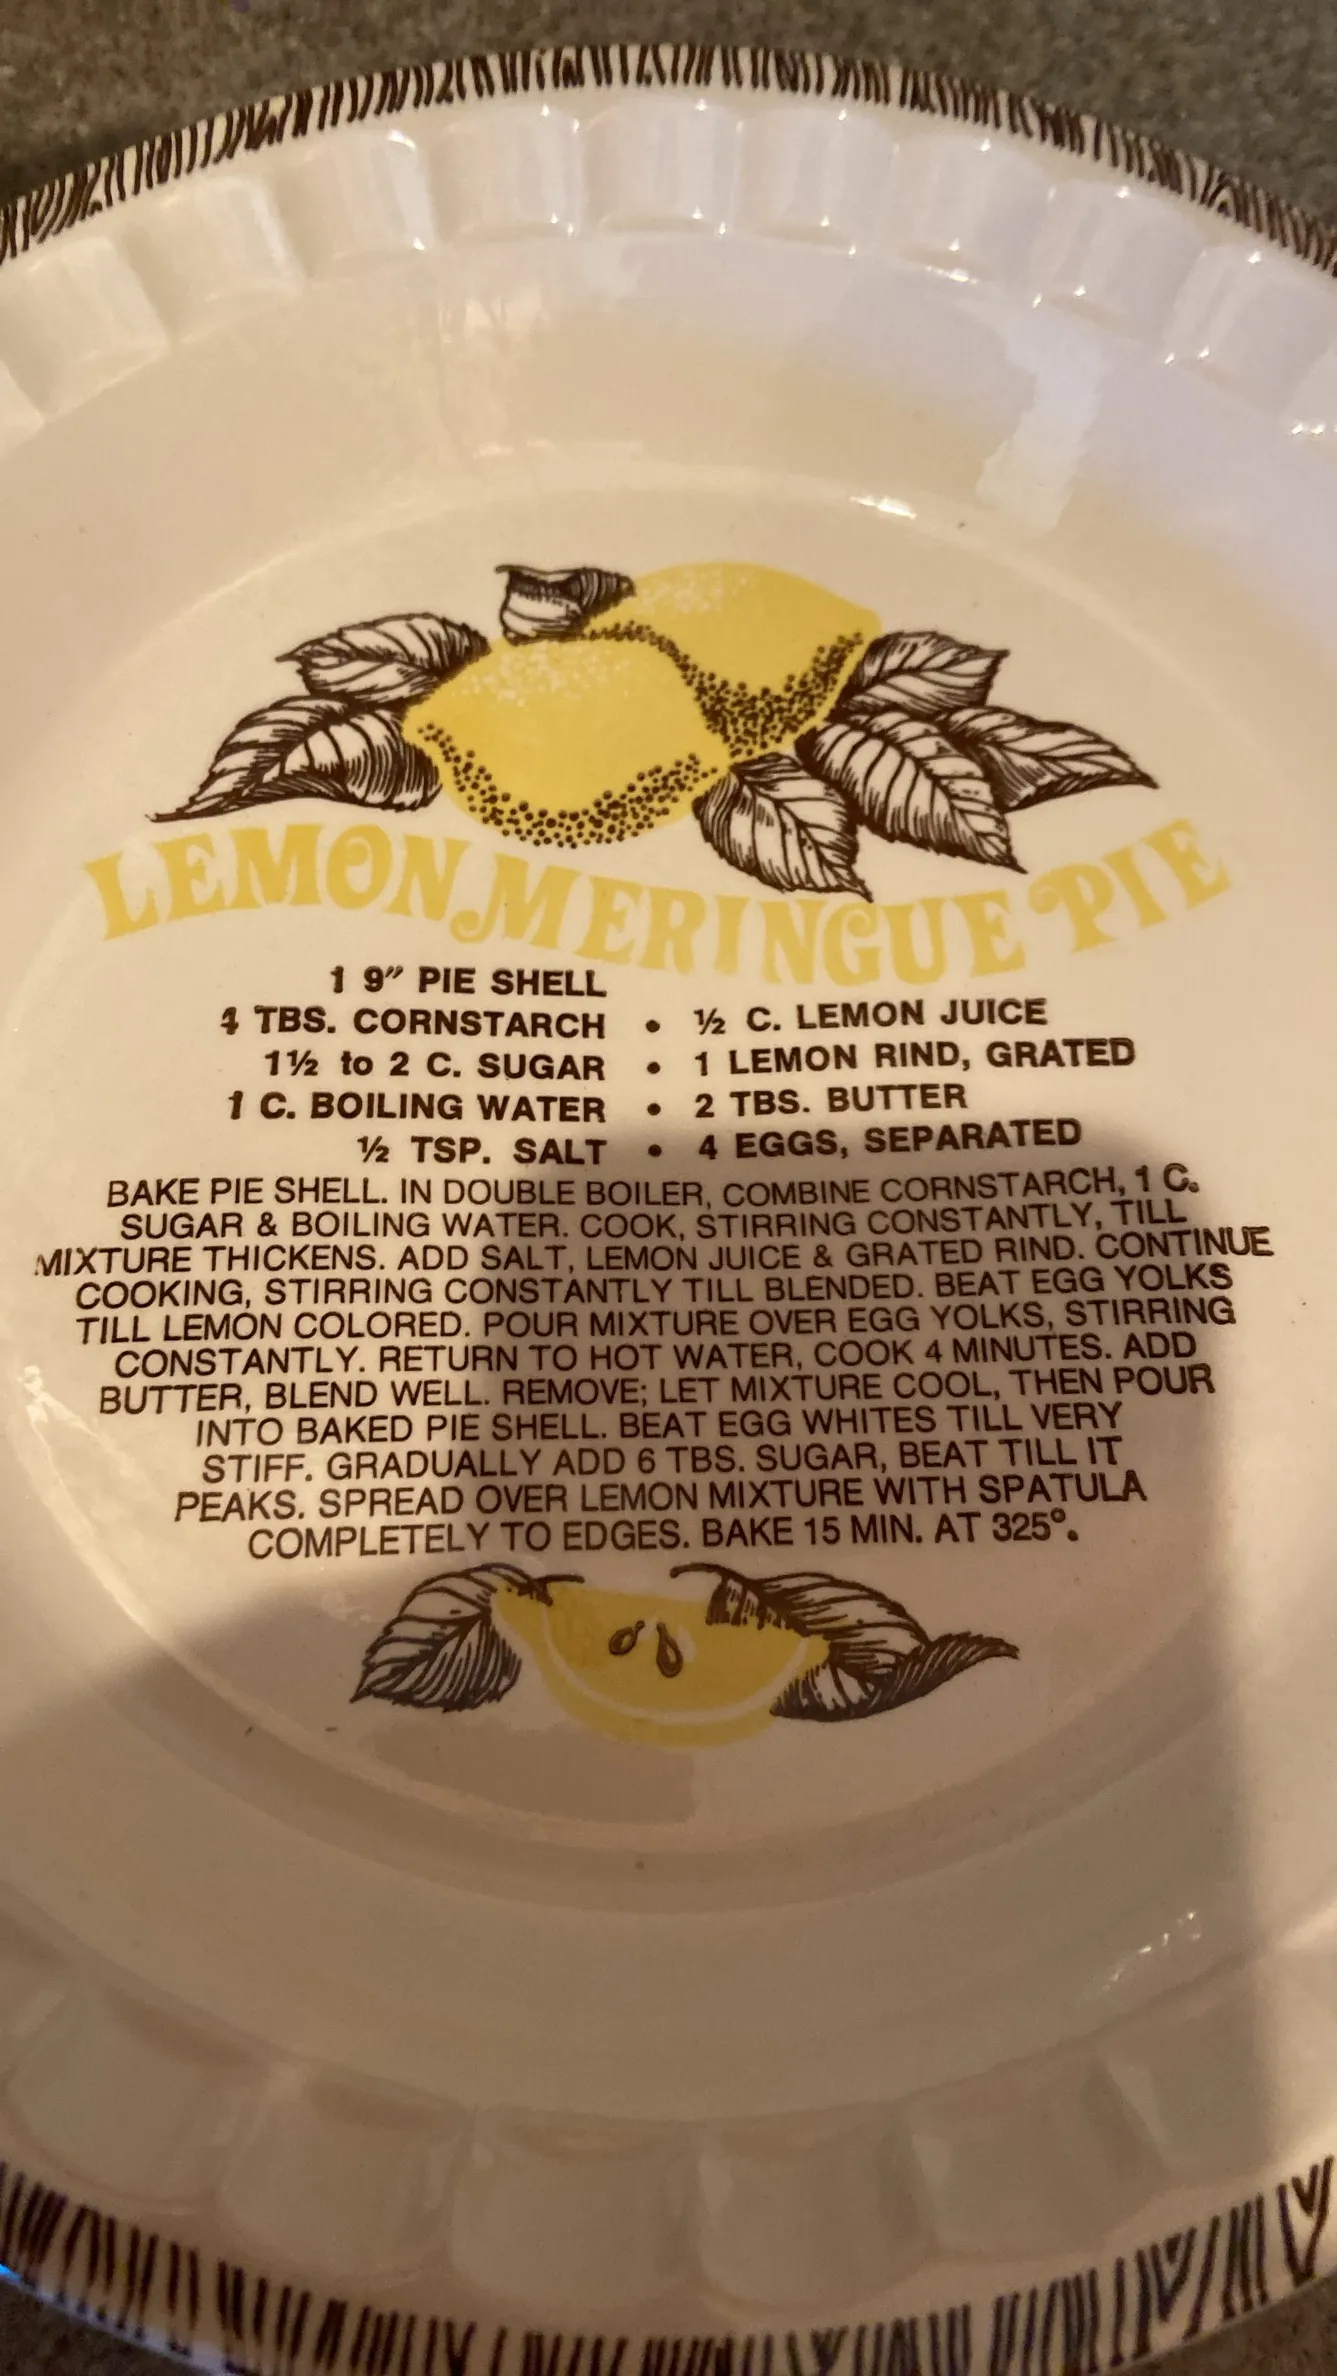 LEMON MERINGUE PIE
1 9" PIE SHELL
4 TBS. CORNSTARCH • ½ C. LEMON JUICE
1½ to 2 C. SUGAR • 1 LEMON RIND, GRATED
1 C. BOILING WATER • 2 TBS. BUTTER
½ TSP. SALT • 4 EGGS, SEPARATED
BAKE PIE SHELL. IN DOUBLE BOILER, COMBINE CORNSTARCH, 1 C.
SUGAR & BOILING WATER. COOK, STIRRING CONSTANTLY, TILL
MIXTURE THICKENS. ADD SALT, LEMON JUICE & GRATED RIND. CONTINUE
COOKING, STIRRING CONSTANTLY TILL BLENDED. BEAT EGG YOLKS
TILL LEMON COLORED. POUR MIXTURE OVER EGG YOLKS, STIRRING
CONSTANTLY. RETURN TO HOT WATER, COOK 4 MINUTES. ADD
BUTTER, BLEND WELL. REMOVE; LET MIXTURE COOL, THEN POUR
INTO BAKED PIE SHELL. BEAT EGG WHITES TILL VERY
STIFF. GRADUALLY ADD 6 TBS. SUGAR, BEAT TILL IT
PEAKS. SPREAD OVER LEMON MIXTURE WITH SPATULA
COMPLETELY TO EDGES. BAKE 15 MIN. AT 325°.